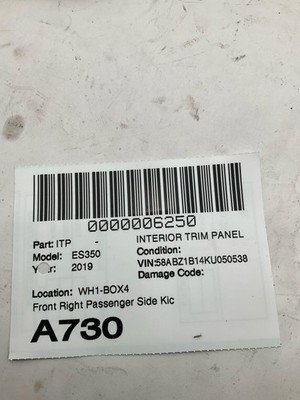 0000006250
Part: ITP - INTERIOR TRIM PANEL
Model: ES350 Condition:
Year: 2019 VIN:58ABZ1B14KU050538
Damage Code:
Location: WH1-BOX4
Front Right Passenger Side Kic
A730